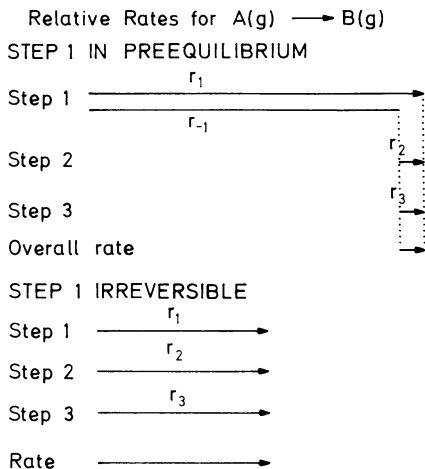 Relative Rates for A(g) → B(g)
STEP 1 IN PREEQUILIBRIUM
r₁
Step 1
r₋₁
r₂
Step 2
r₃
Step 3
Overall rate
STEP 1 IRREVERSIBLE
r₁
Step 1
r₂
Step 2
r₃
Step 3
Rate